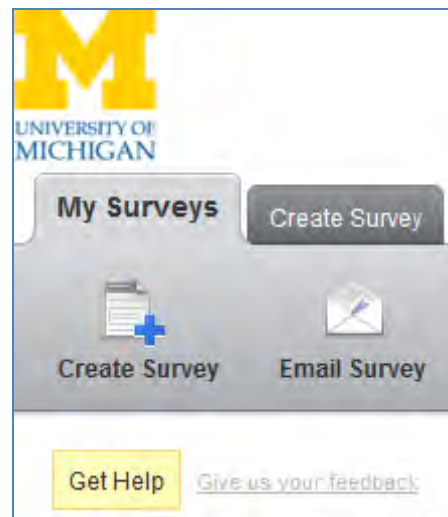 UNIVERSITY OF
MICHIGAN
My Surveys
Create Survey
Create Survey
Email Survey
Get Help
Give us your feedback